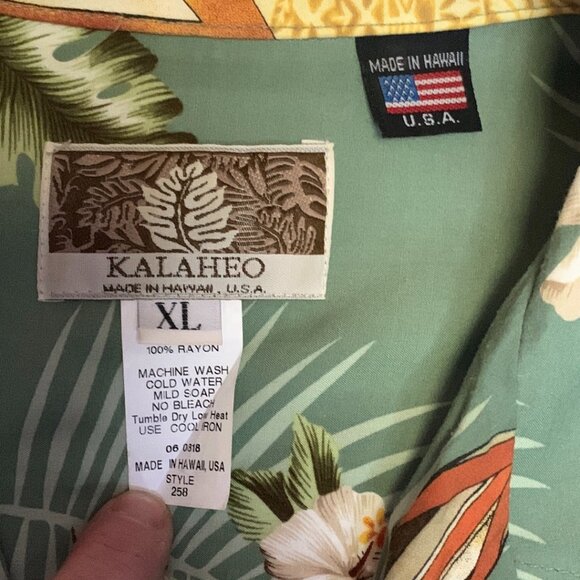 MADE IN HAWAII
U.S.A.
KALAHEO
MADE IN HAWAII, U.S.A.
XL
100% RAYON
MACHINE WASH
COLD WATER
MILD SOAP
NO BLEACH
Tumble Dry Low Heat
USE COOL IRON
06 0818
MADE IN HAWAII, USA
STYLE
258